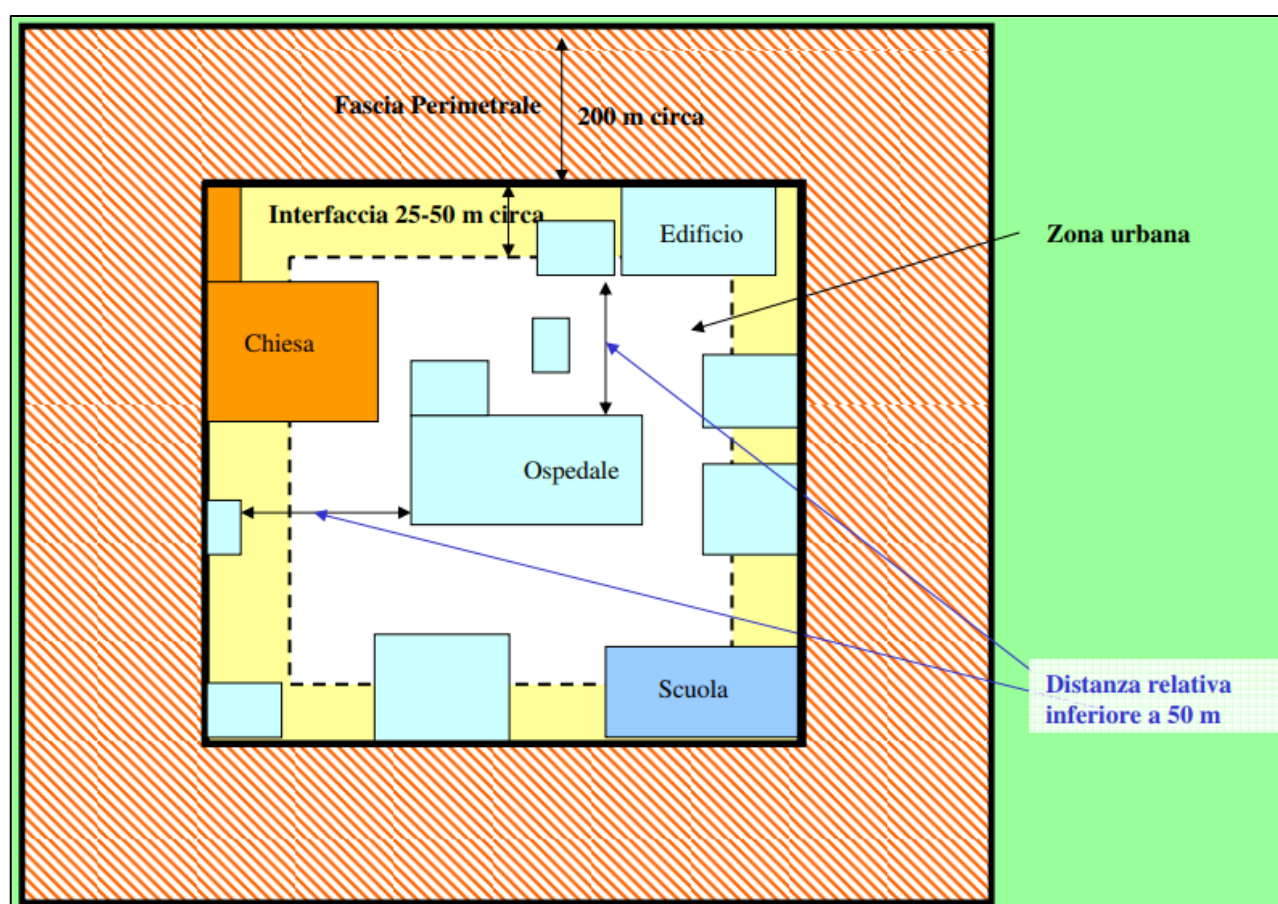 Fascia Perimetrale
200 m circa
Interfaccia 25-50 m circa
Edificio
Zona urbana
Chiesa
Ospedale
Scuola
Distanza relativa
inferiore a 50 m